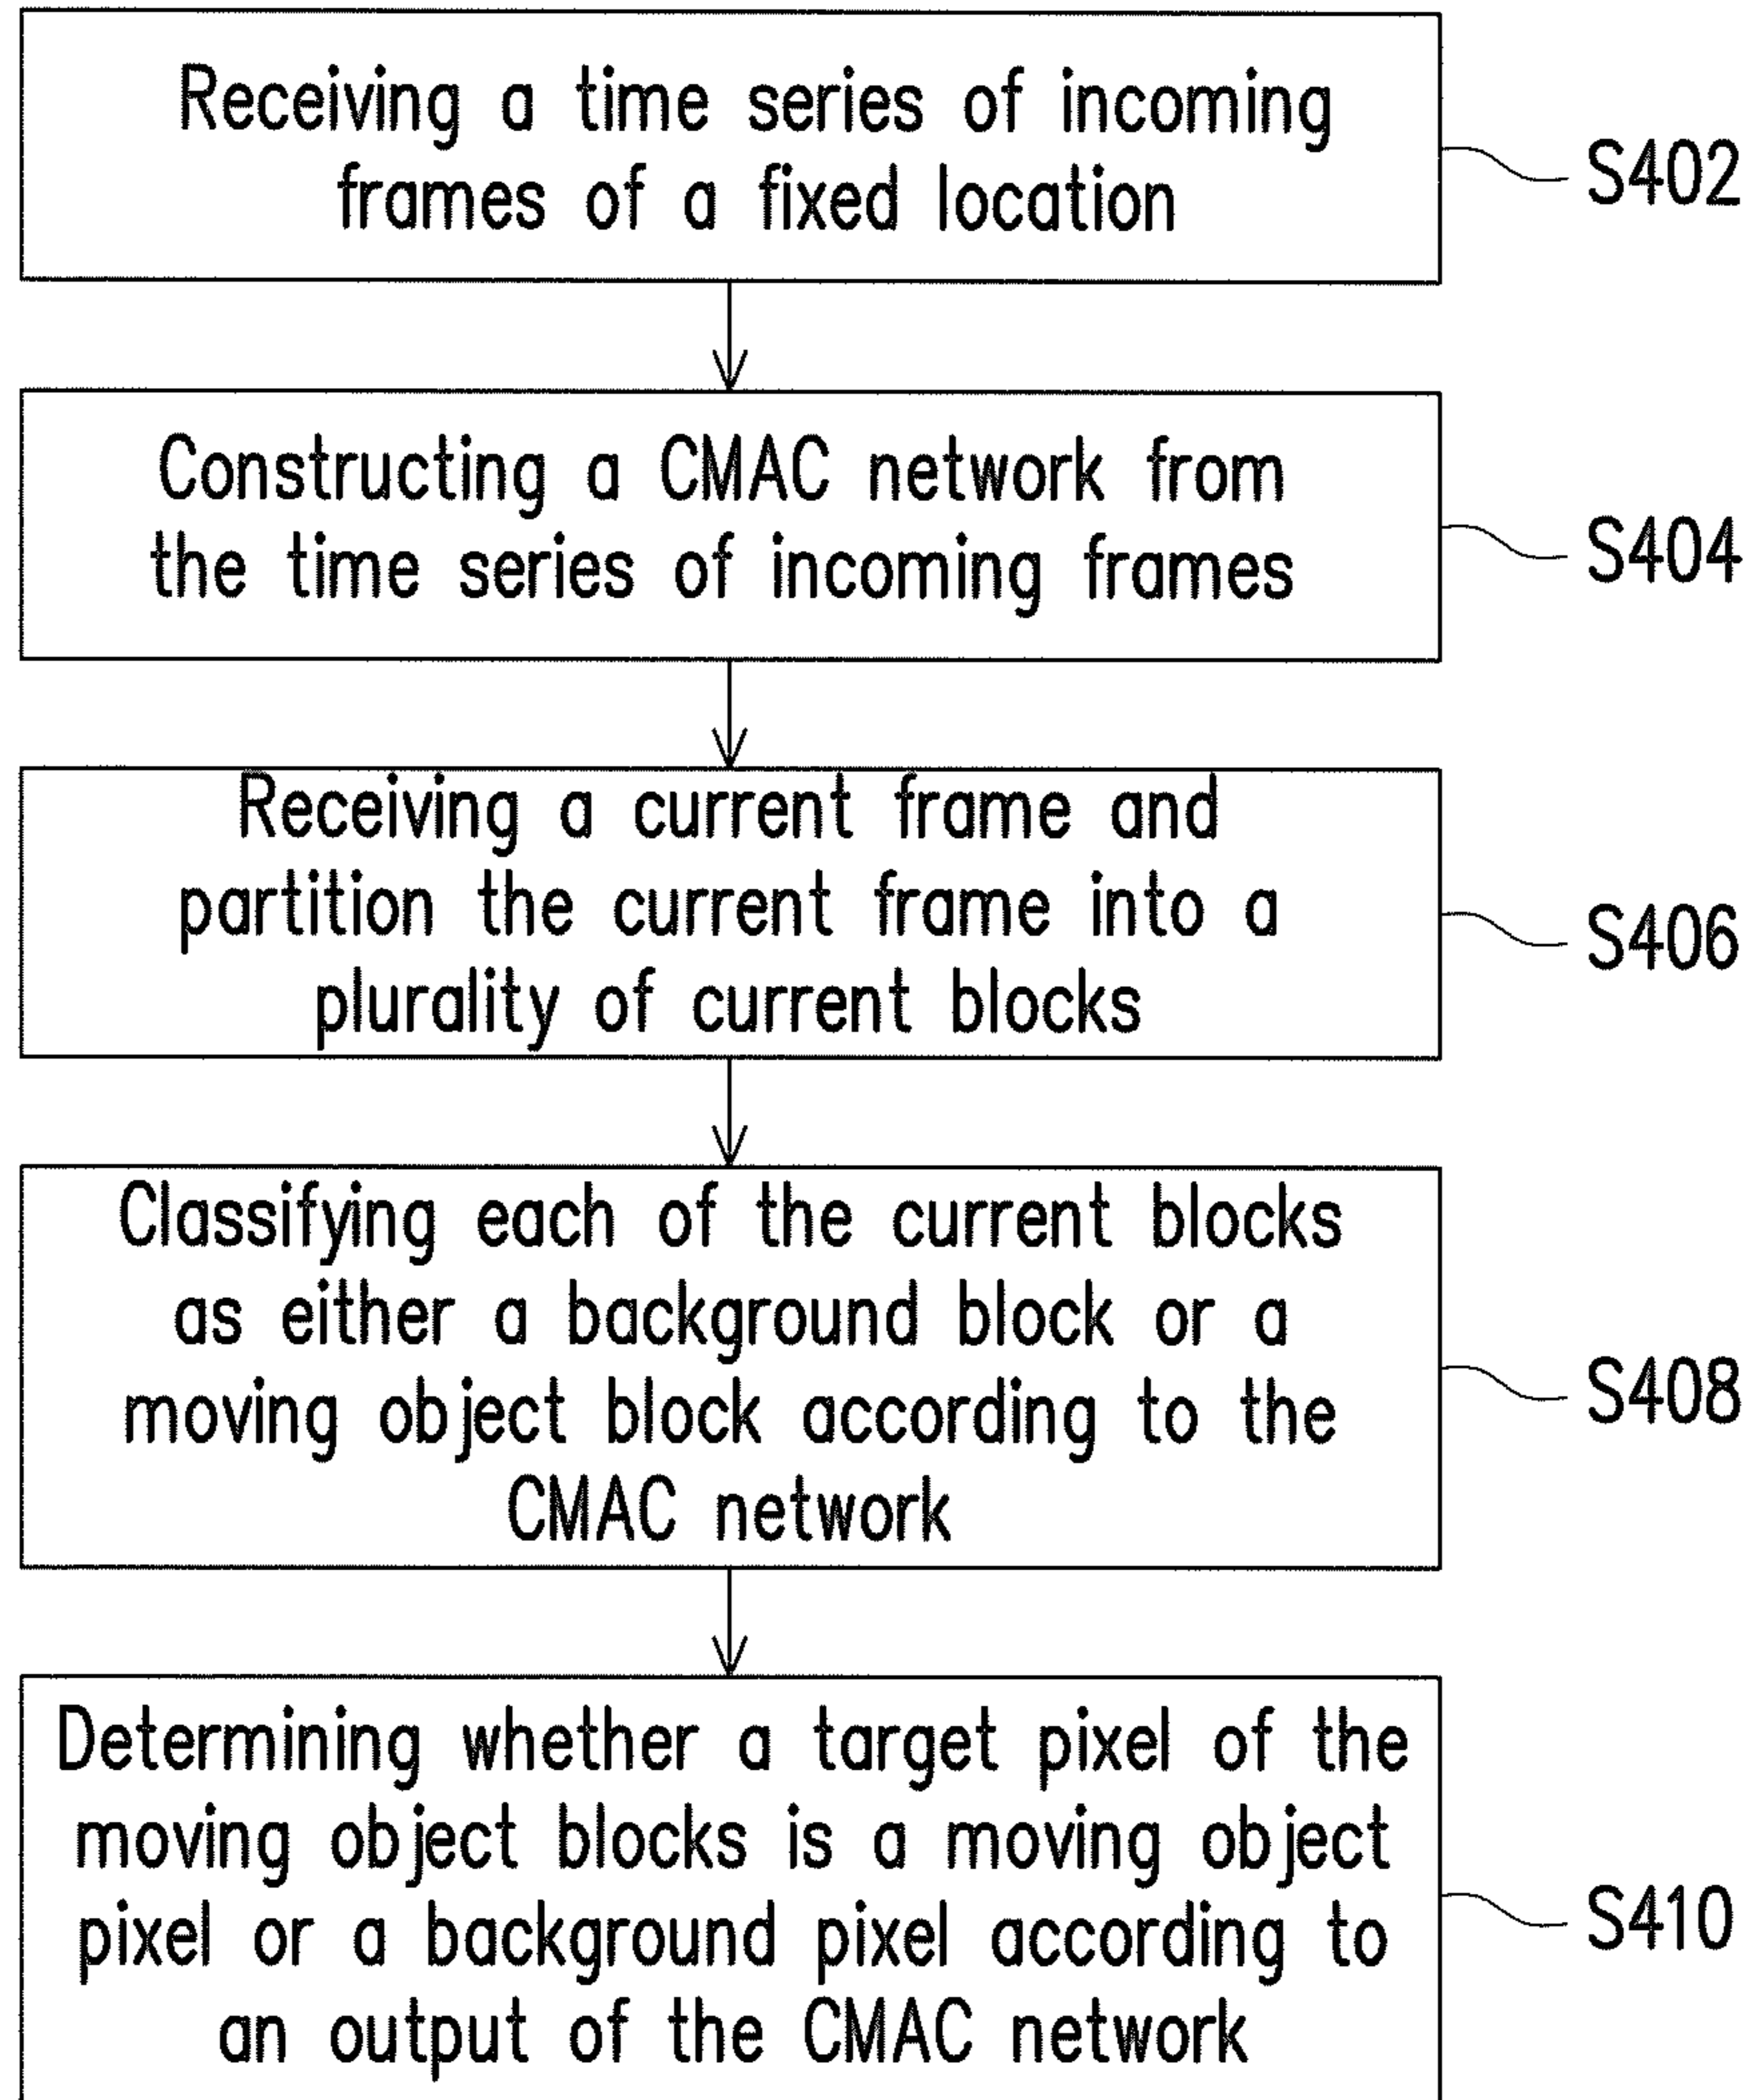 Receiving a time series of incoming
frames of a fixed location
S402
Constructing a CMAC network from
the time series of incoming frames
S404
Receiving a current frame and
partition the current frame into a
plurality of current blocks
S406
Classifying each of the current blocks
as either a background block or a
moving object block according to the
CMAC network
S408
Determining whether a target pixel of the
moving object blocks is a moving object
pixel or a background pixel according to
an output of the CMAC network
S410